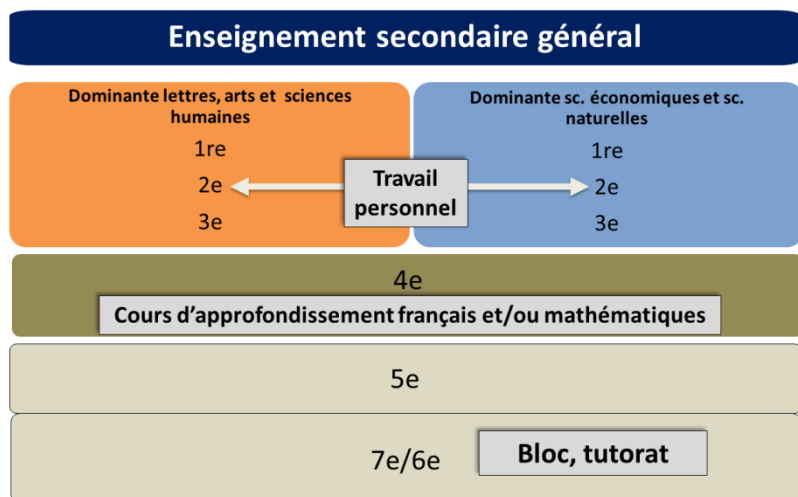 Enseignement secondaire général
Dominante lettres, arts et sciences
humaines
1re
2e
3e
Dominante sc. économiques et sc.
naturelles
1re
2e
3e
Travail
personnel
4e
Cours d'approfondissement français et/ou mathématiques
5e
7e/6e
Bloc, tutorat